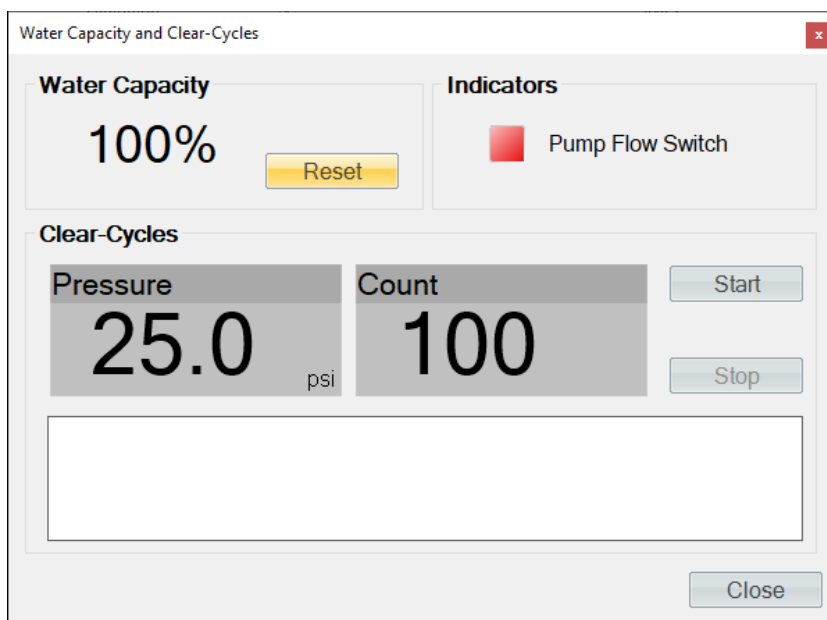 Water Capacity and Clear-Cycles
x
Water Capacity
100%
Reset
Indicators
Pump Flow Switch
Clear-Cycles
Pressure
25.0
psi
Count
100
Start
Stop
Close